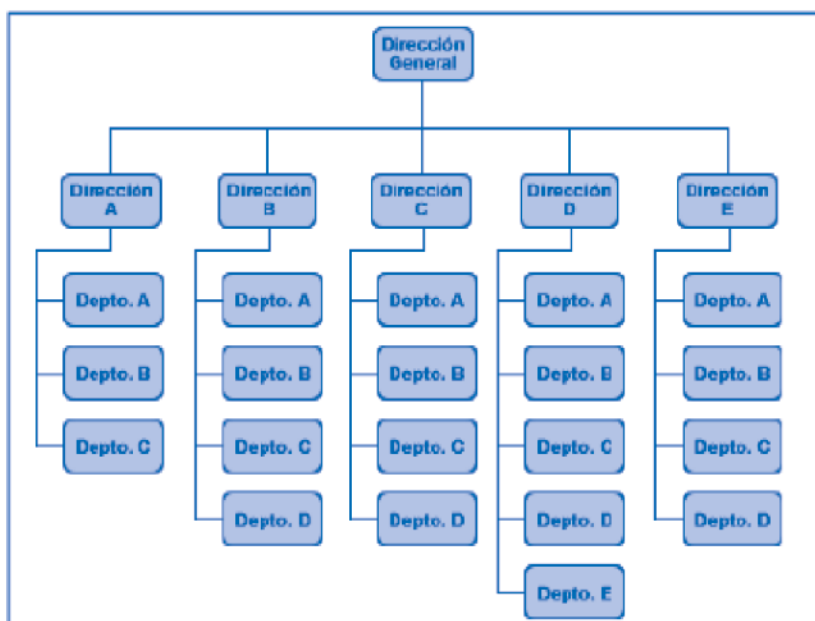 Dirección
General
Dirección
A
Dirección
B
Dirección
C
Dirección
D
Dirección
E
Depto. A
Depto. B
Depto. C
Depto. A
Depto. B
Depto. C
Depto. D
Depto. A
Depto. B
Depto. C
Depto. D
Depto. A
Depto. B
Depto. C
Depto. D
Depto. E
Depto. A
Depto. B
Depto. C
Depto. D